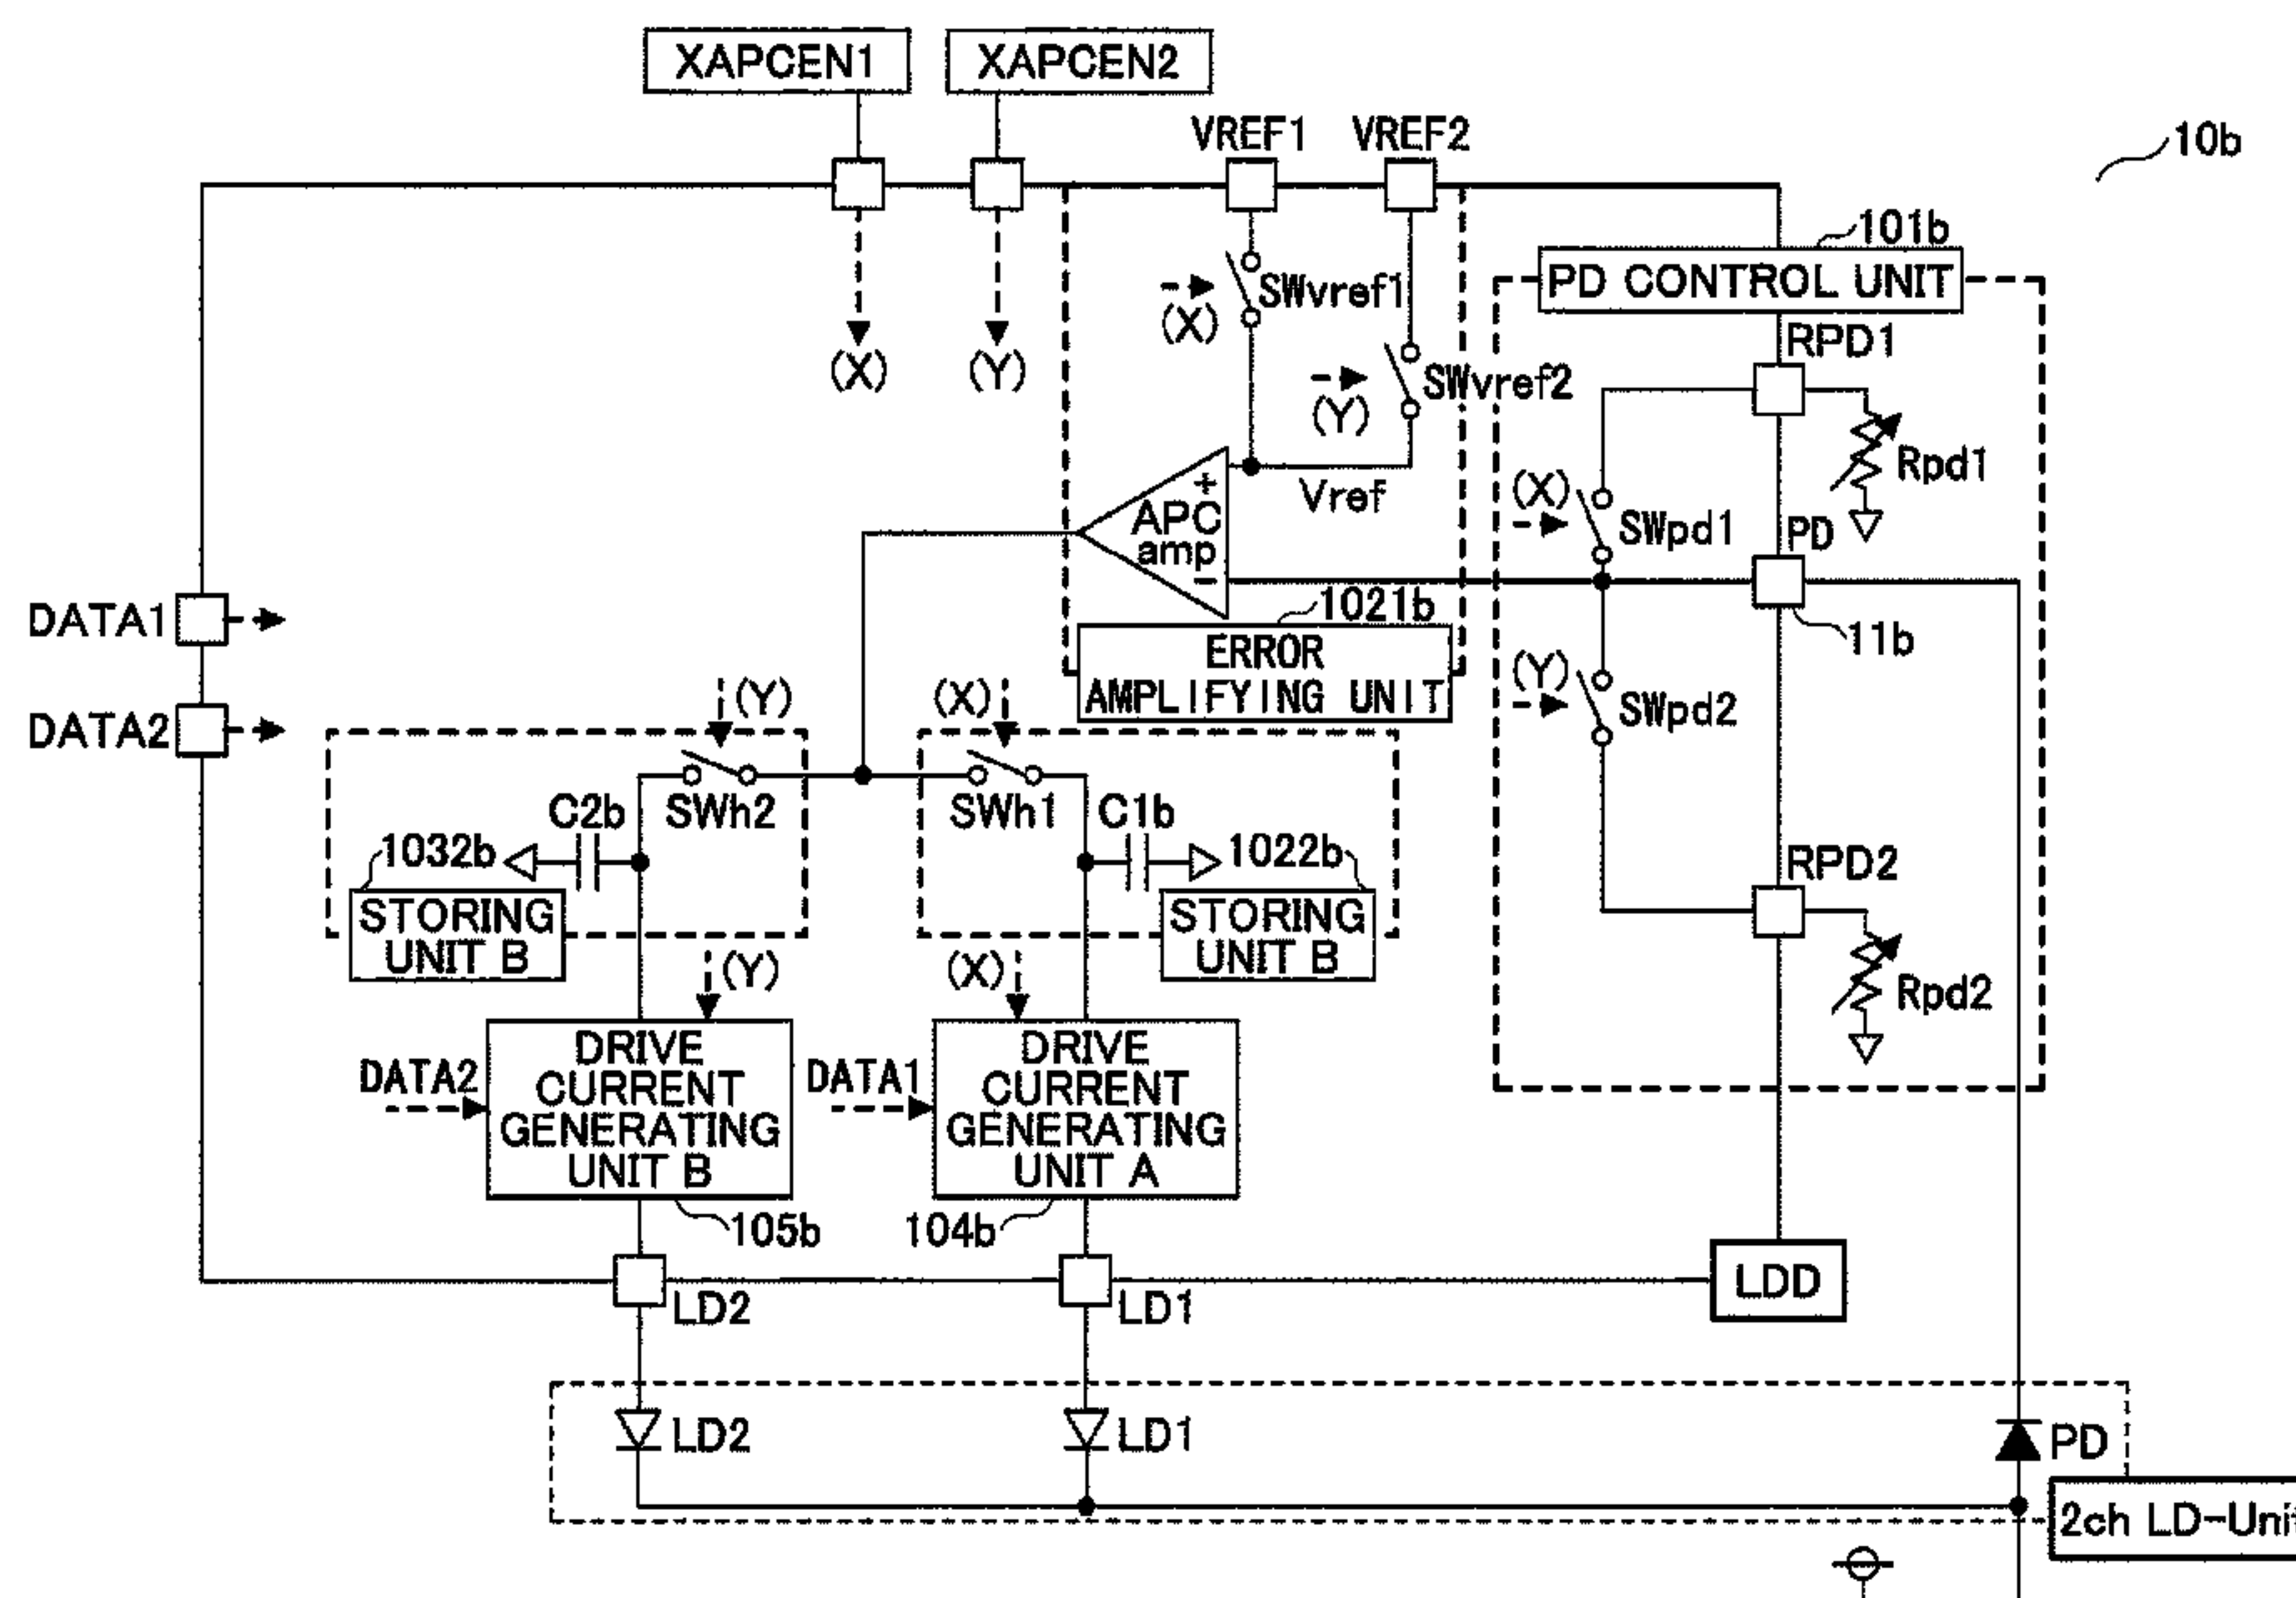 XAPCEN1 XAPCEN2
VREF1 VREF2
10b
101b
PD CONTROL UNIT
(X) (Y)
(X) SWvref1
(Y) SWvref2
RPD1
Rpd1
Vref
+
APC
amp
-
(X) SWpd1
PD
11b
(Y) SWpd2
RPD2
Rpd2
1021b
ERROR
AMPLIFYING UNIT
DATA1
DATA2
(Y) (X)
SWh2 SWh1
C2b C1b
1032b 1022b
STORING
UNIT B
STORING
UNIT B
(Y) (X)
DATA2
DRIVE
CURRENT
GENERATING
UNIT B
105b
DATA1
DRIVE
CURRENT
GENERATING
UNIT A
104b
LD2 LD1
LDD
LD2 LD1 PD
2ch LD-Unit